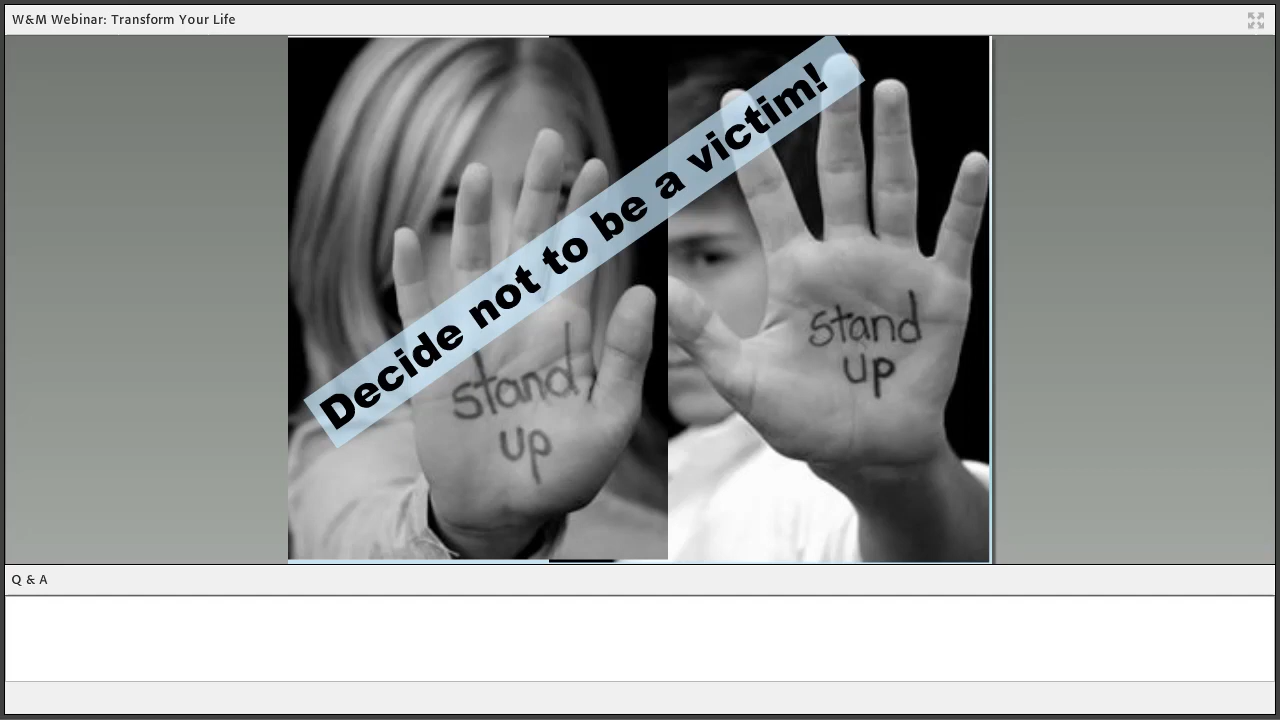 W&M Webinar: Transform Your Life
Decide not to be a victim!
stand
up
stand
up
Q & A